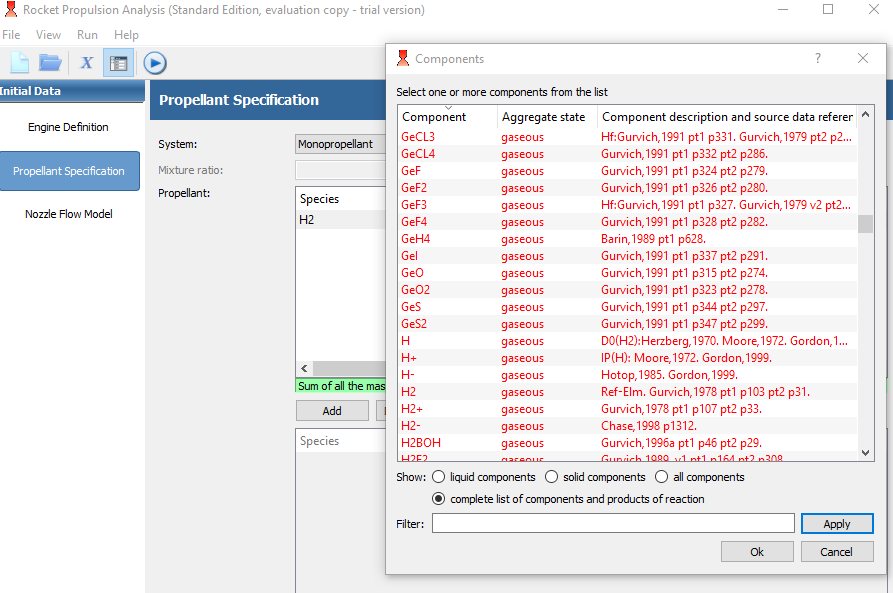 Rocket Propulsion Analysis (Standard Edition, evaluation copy - trial version)
File View Run Help
X
Initial Data
Engine Definition
Propellant Specification
Nozzle Flow Model
Propellant Specification
System:
Monopropellant
Mixture ratio:
Propellant:
Species
H2
Sum of all the mas
Add
Species
Components
?
Select one or more components from the list
Component Aggregate state Component description and source data referer
GeCL3 gaseous Hf:Gurvich,1991 pt1 p331. Gurvich,1979 pt2 p2...
GeCL4 gaseous Gurvich,1991 pt1 p332 pt2 p286.
GeF gaseous Gurvich,1991 pt1 p324 pt2 p279.
GeF2 gaseous Gurvich,1991 pt1 p326 pt2 p280.
GeF3 gaseous Hf:Gurvich,1991 pt1 p327. Gurvich,1979 v2 pt2...
GeF4 gaseous Gurvich,1991 pt1 p328 pt2 p282.
GeH4 gaseous Barin,1989 pt1 p628.
GeI gaseous Gurvich,1991 pt1 p337 pt2 p291.
GeO gaseous Gurvich,1991 pt1 p315 pt2 p274.
GeO2 gaseous Gurvich,1991 pt1 p323 pt2 p278.
GeS gaseous Gurvich,1991 pt1 p344 pt2 p297.
GeS2 gaseous Gurvich,1991 pt1 p347 pt2 p299.
H gaseous D0(H2):Herzberg,1970. Moore,1972. Gordon,1...
H+ gaseous IP(H): Moore,1972. Gordon,1999.
H- gaseous Hotop,1985. Gordon,1999.
H2 gaseous Ref-Elm. Gurvich,1978 pt1 p103 pt2 p31.
H2+ gaseous Gurvich,1978 pt1 p107 pt2 p33.
H2- gaseous Chase,1998 p1312.
H2BOH gaseous Gurvich,1996a pt1 p46 pt2 p29.
H2F2 gaseous Gurvich,1989, v1 pt1 p164 pt2 p308
Show: liquid components solid components all components
complete list of components and products of reaction
Filter:
Apply
Ok Cancel